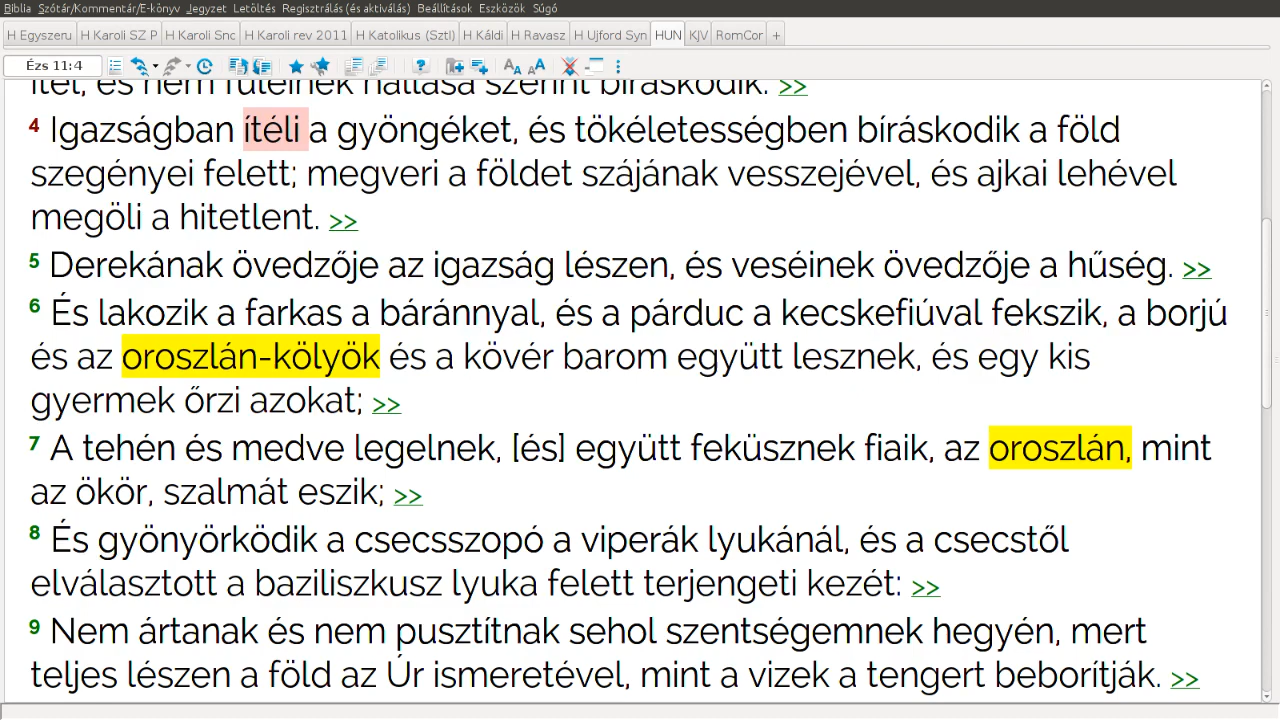 Biblia Szótár/Kommentár/E-könyv Jegyzet Letöltés Regisztrálás (és aktiválás) Beállítások Eszközök Súgó
H Egyszeru H Karoli SZ P H Karoli Snc H Karoli rev 2011 H Katolikus (Sztl) H Káldi H Ravasz H Ujford Syn HUN KJV RomCor +
Ézs 11:4
ítél, és nem füleinek hallása szerint bíráskodik. >>
4 Igazságban ítéli a gyöngéket, és tökéletességben bíráskodik a föld
szegényei felett; megveri a földet szájának vesszejével, és ajkai lehével
megöli a hitetlent. >>
5 Derekának övedzője az igazság lészen, és veséinek övedzője a hűség. >>
6 És lakozik a farkas a báránnyal, és a párduc a kecskefiúval fekszik, a borjú
és az oroszlán-kölyök és a kövér barom együtt lesznek, és egy kis
gyermek őrzi azokat; >>
7 A tehén és medve legelnek, [és] együtt feküsznek fiaik, az oroszlán, mint
az ökör, szalmát eszik; >>
8 És gyönyörködik a csecsszopó a viperák lyukánál, és a csecstől
elválasztott a baziliszkusz lyuka felett terjengeti kezét: >>
9 Nem ártanak és nem pusztítnak sehol szentségemnek hegyén, mert
teljes lészen a föld az Úr ismeretével, mint a vizek a tengert beborítják. >>